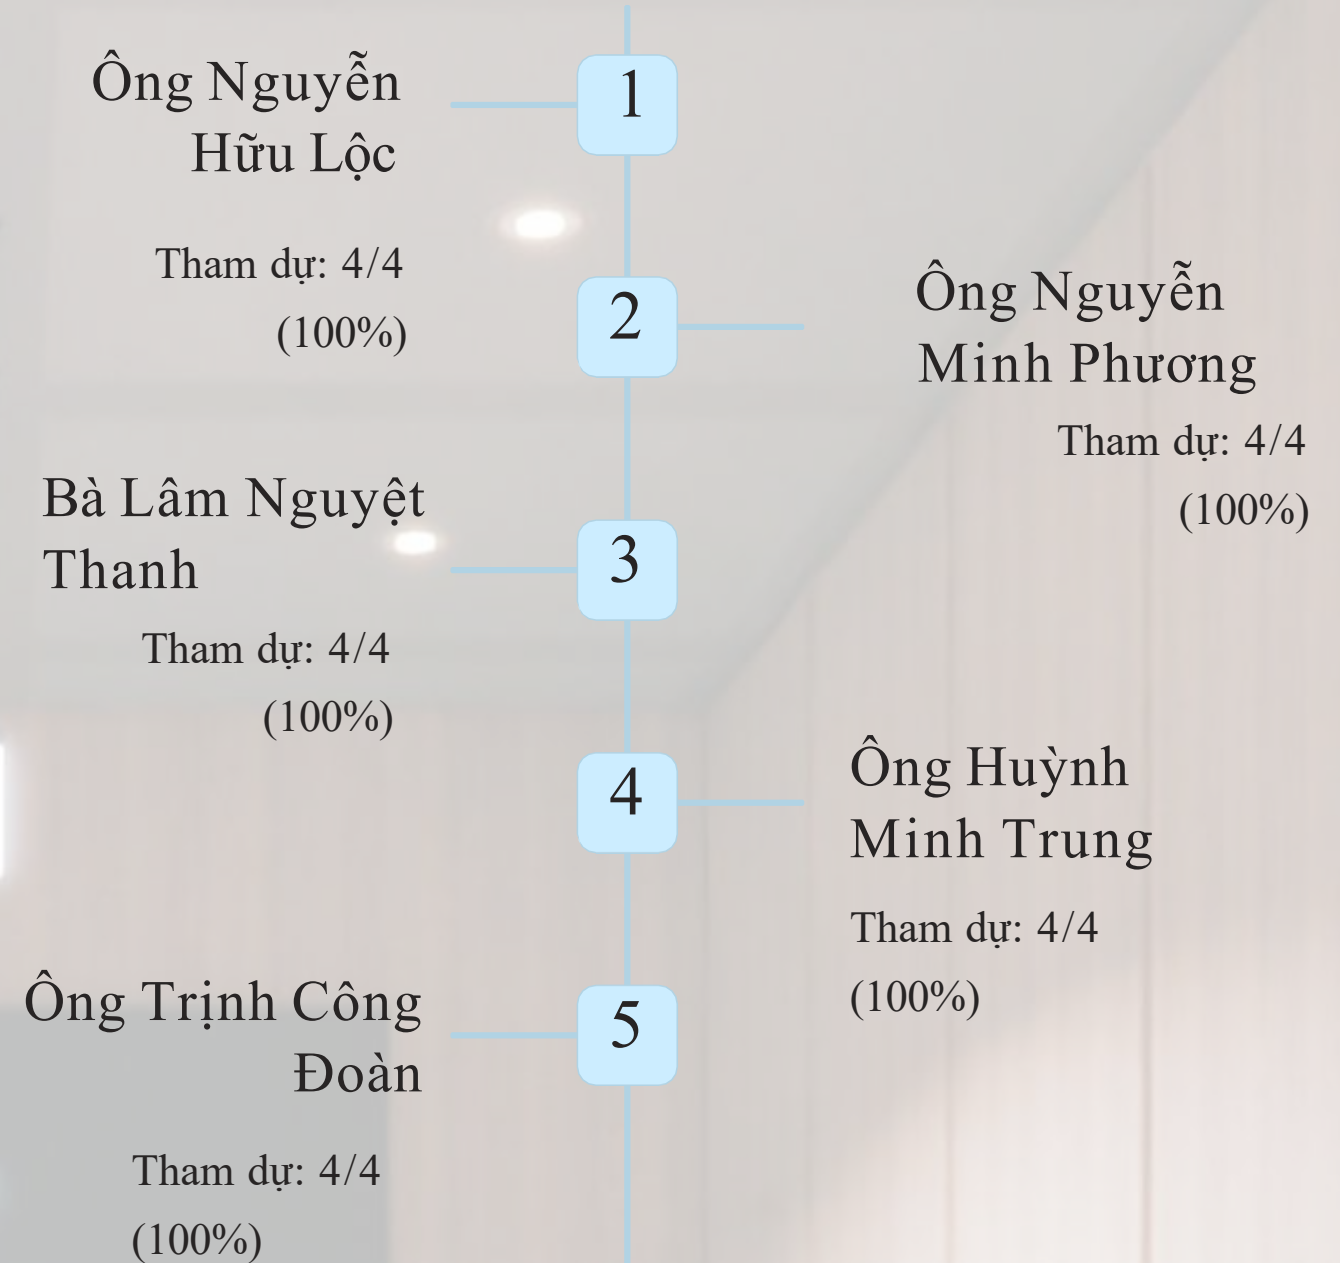 1
Ông Nguyễn
Hữu Lộc
Tham dự: 4/4
(100%)
2
Ông Nguyễn
Minh Phương
Tham dự: 4/4
(100%)
3
Bà Lâm Nguyệt
Thanh
Tham dự: 4/4
(100%)
4
Ông Huỳnh
Minh Trung
Tham dự: 4/4
(100%)
5
Ông Trịnh Công
Đoàn
Tham dự: 4/4
(100%)